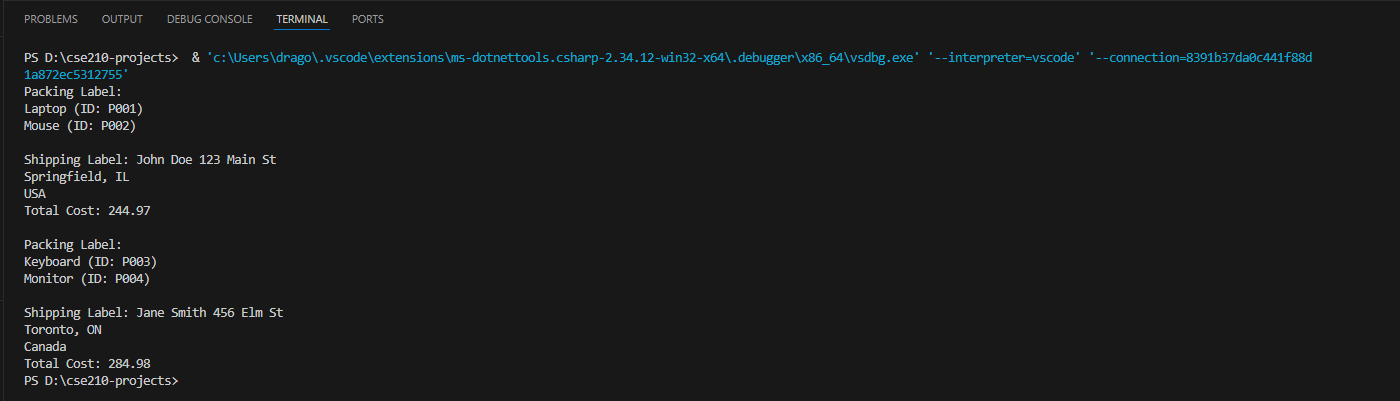 PROBLEMS OUTPUT DEBUG CONSOLE TERMINAL PORTS
PS D:\cse210-projects>  & 'c:\Users\drago\.vscode\extensions\ms-dotnettools.csharp-2.34.12-win32-x64\.debugger\x86_64\vsdbg.exe' '--interpreter=vscode' '--connection=8391b37da0c441f88d
1a872ec5312755'
Packing Label:
Laptop (ID: P001)
Mouse (ID: P002)

Shipping Label: John Doe 123 Main St
Springfield, IL
USA
Total Cost: 244.97

Packing Label:
Keyboard (ID: P003)
Monitor (ID: P004)

Shipping Label: Jane Smith 456 Elm St
Toronto, ON
Canada
Total Cost: 284.98
PS D:\cse210-projects>